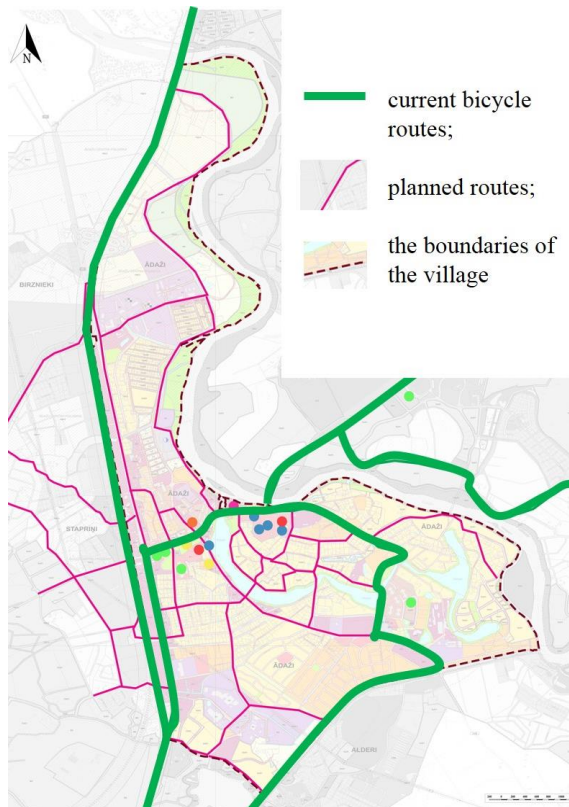 N
current bicycle
routes;
planned routes;
the boundaries of
the village
ĀDAŽI
BIRZNIEKI
ĀDAŽI
STAPRIŅI
ĀDAŽI
ĀDAŽI
ALDERI